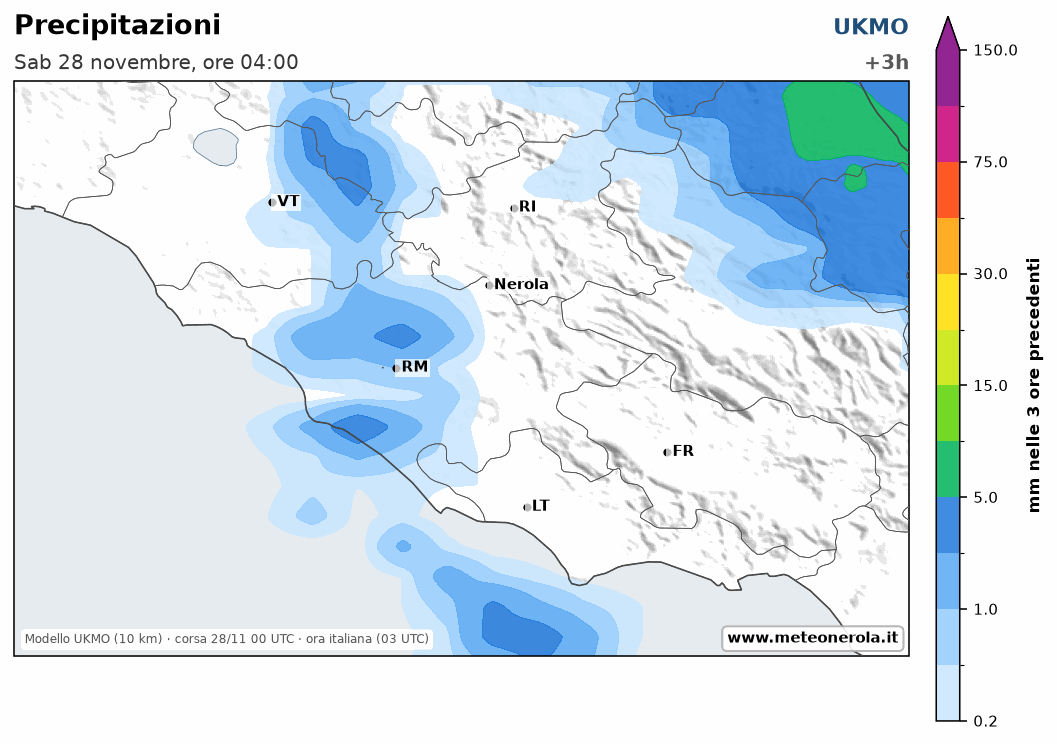 Precipitazioni
UKMO
Sab 28 novembre, ore 04:00
+3h
150.0
75.0
30.0
15.0
5.0
1.0
0.2
mm nelle 3 ore precedenti
VT
RI
Nerola
RM
FR
LT
Modello UKMO (10 km) · corsa 28/11 00 UTC · ora italiana (03 UTC)
www.meteonerola.it